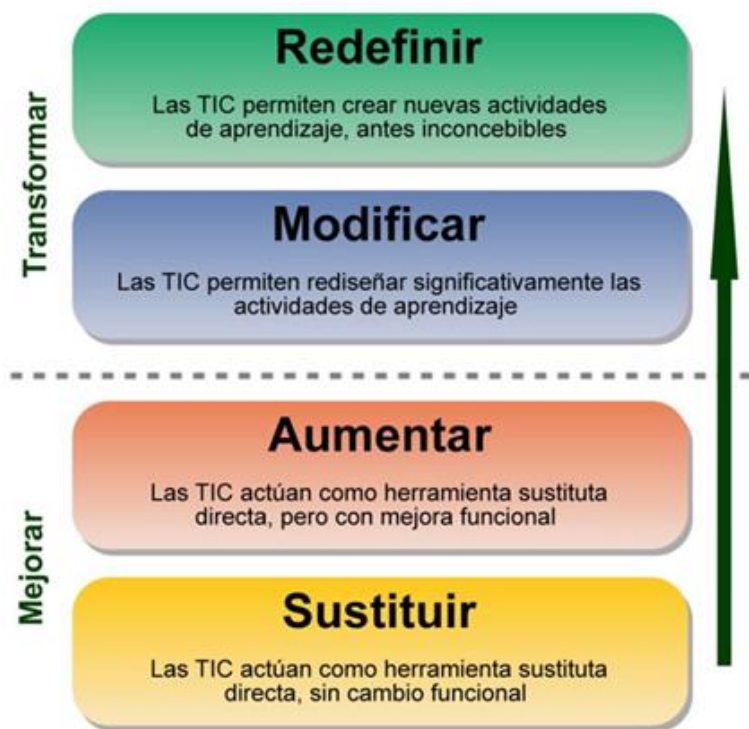 Transformar
Redefinir
Las TIC permiten crear nuevas actividades
de aprendizaje, antes inconcebibles
Modificar
Las TIC permiten rediseñar significativamente las
actividades de aprendizaje
Mejorar
Aumentar
Las TIC actúan como herramienta sustituta
directa, pero con mejora funcional
Sustituir
Las TIC actúan como herramienta sustituta
directa, sin cambio funcional